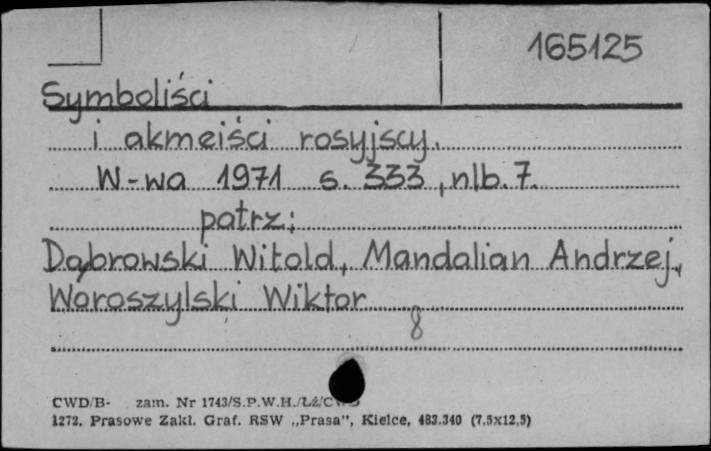 165125
Symboliści
i akmeiści rosyjscy.
W-wa 1971 s. 333, nlb. 7.
patrz:
Dąbrowski Witold, Mandalian Andrzej,
Woroszylski Wiktor
8
CWD/B- zam. Nr 1743/S.P.W.H./Łź/
1272. Prasowe Zakł. Graf. RSW „Prasa", Kielce, 483.340 (7,5x12,5)